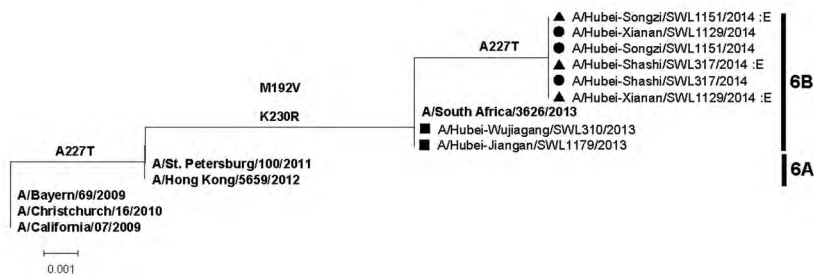 A/Hubei-Songzi/SWL1151/2014 :E
A/Hubei-Xianan/SWL1129/2014
A/Hubei-Songzi/SWL1151/2014
A227T
A/Hubei-Shashi/SWL317/2014 :E
A/Hubei-Shashi/SWL317/2014
A/Hubei-Xianan/SWL1129/2014 :E
6B
M192V
K230R
A/South Africa/3626/2013
A/Hubei-Wujiagang/SWL310/2013
A/Hubei-Jiangan/SWL1179/2013
A227T
A/St. Petersburg/100/2011
A/Hong Kong/5659/2012
6A
A/Bayern/69/2009
A/Christchurch/16/2010
A/California/07/2009
0.001